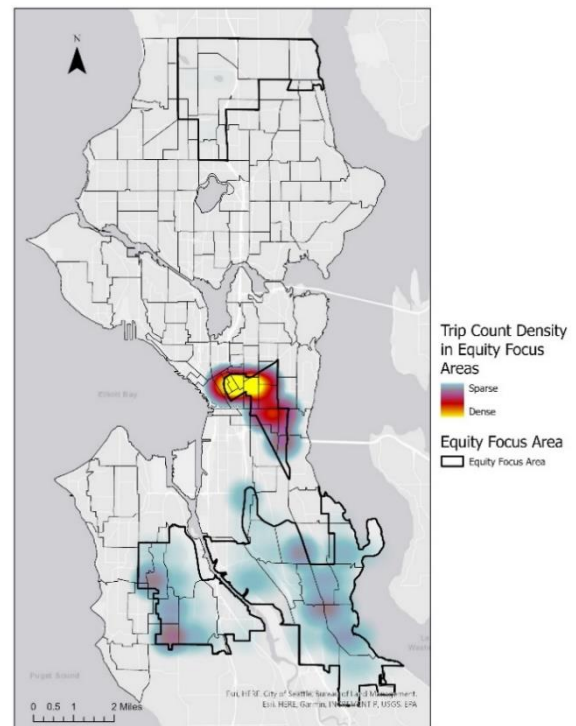 N
Trip Count Density
in Equity Focus
Areas
Sparse
Dense
Equity Focus Area
Equity Focus Area
Elliott Bay
Puget Sound
0 0.5 1 2 Miles
Esri, HERE, City of Seattle, Bureau of Land Management,
Esri, HERE, Garmin, INCREMENT P, USGS, EPA